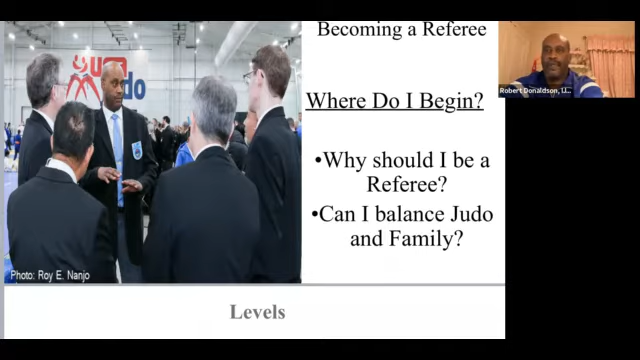 Becoming a Referee
Where Do I Begin?
•Why should I be a
Referee?
•Can I balance Judo
and Family?
Photo: Roy E. Nanjo
Levels
Robert Donaldson, IJ...